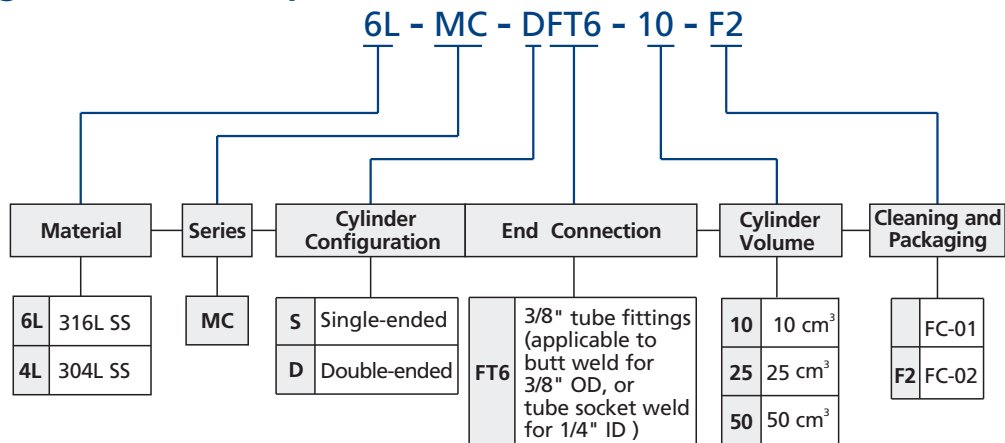 6L - MC - DFT6 - 10 - F2
Material
Series
Cylinder
Configuration
End Connection
Cylinder
Volume
Cleaning and
Packaging
6L 316L SS
4L 304L SS
MC
S Single-ended
D Double-ended
FT6
3/8" tube fittings
(applicable to
butt weld for
3/8" OD, or
tube socket weld
for 1/4" ID )
10 10 cm³
25 25 cm³
50 50 cm³
FC-01
F2 FC-02